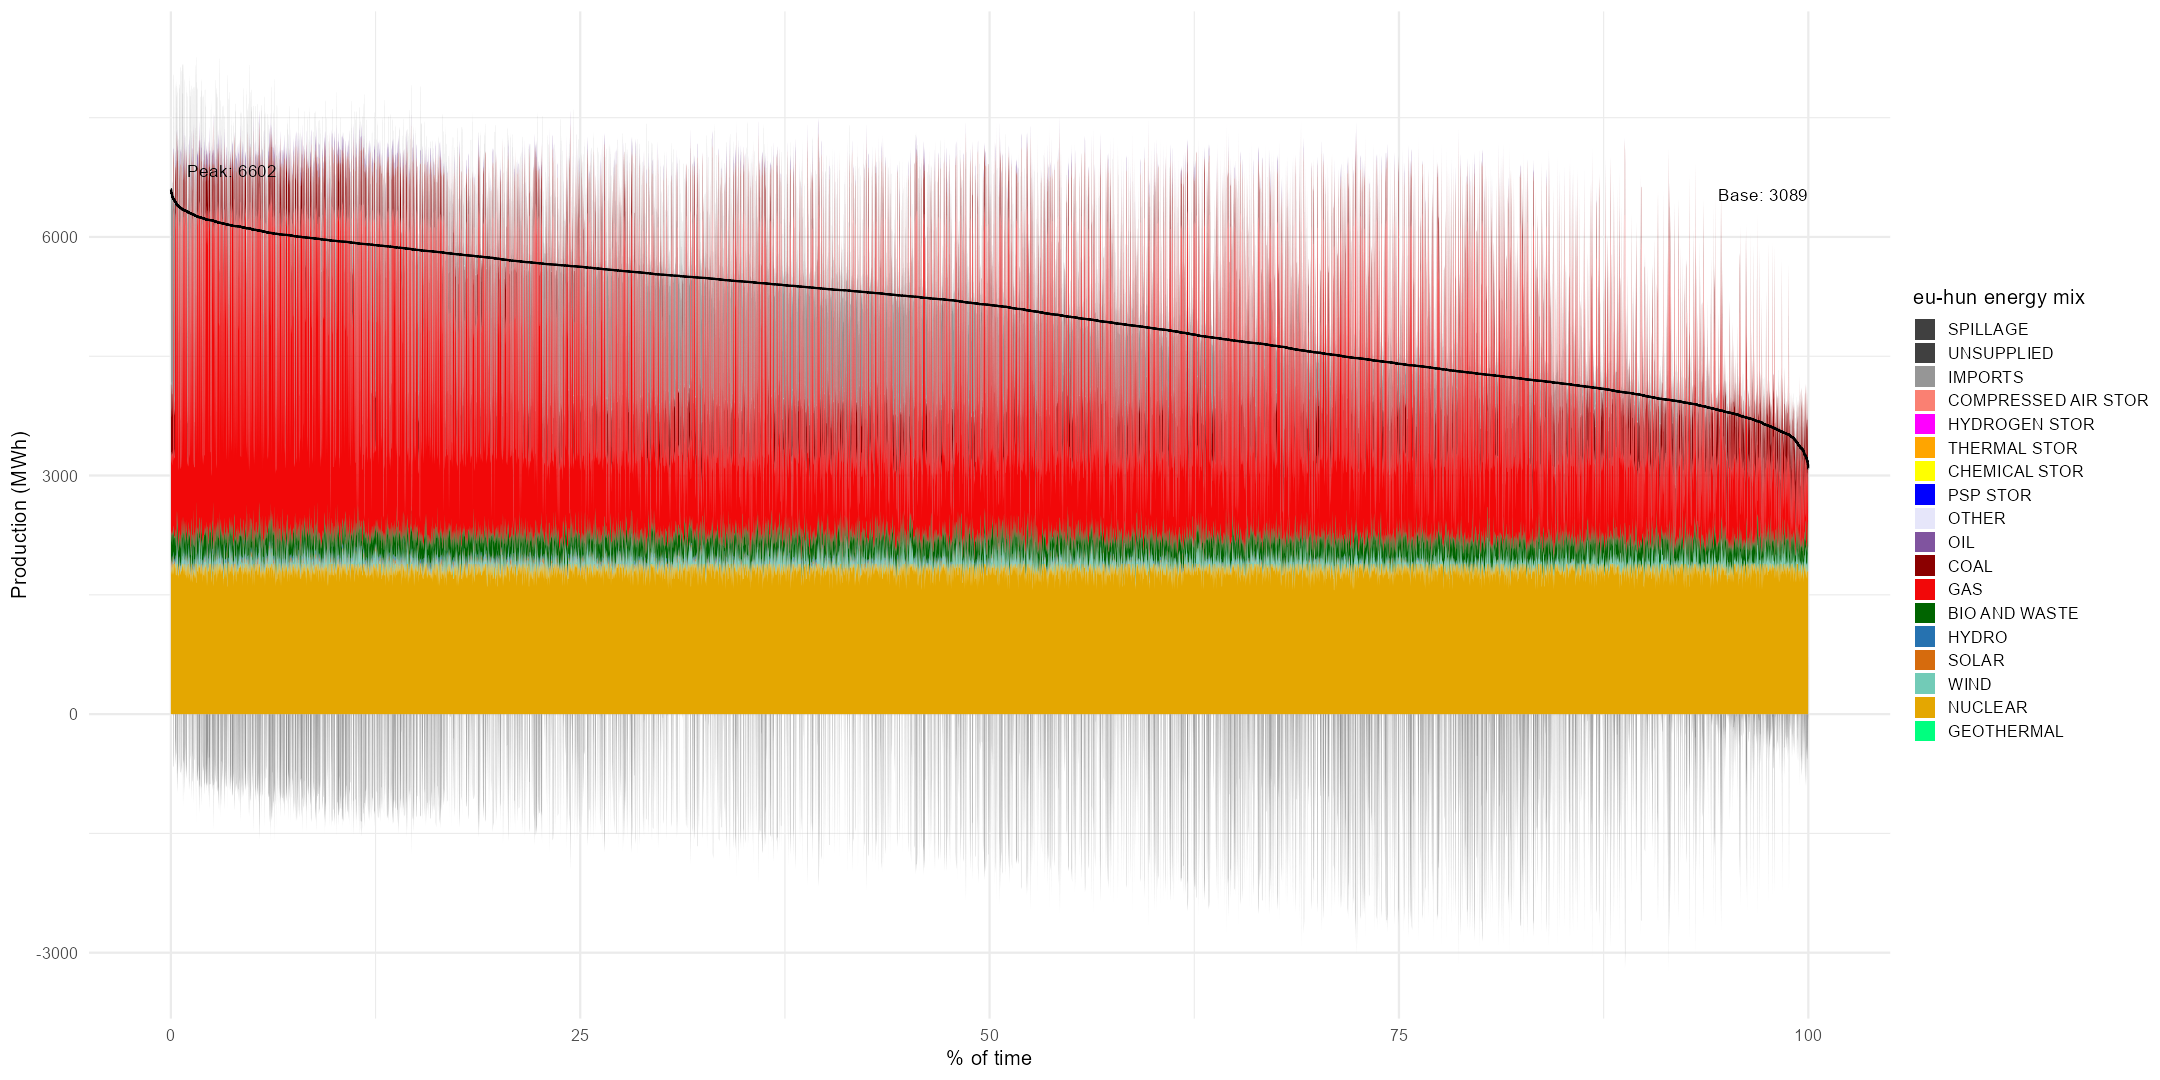 Peak: 6602
Base: 3089
6000
3000
0
-3000
Production (MWh)
0
25
50
75
100
% of time
eu-hun energy mix
SPILLAGE
UNSUPPLIED
IMPORTS
COMPRESSED AIR STOR
HYDROGEN STOR
THERMAL STOR
CHEMICAL STOR
PSP STOR
OTHER
OIL
COAL
GAS
BIO AND WASTE
HYDRO
SOLAR
WIND
NUCLEAR
GEOTHERMAL